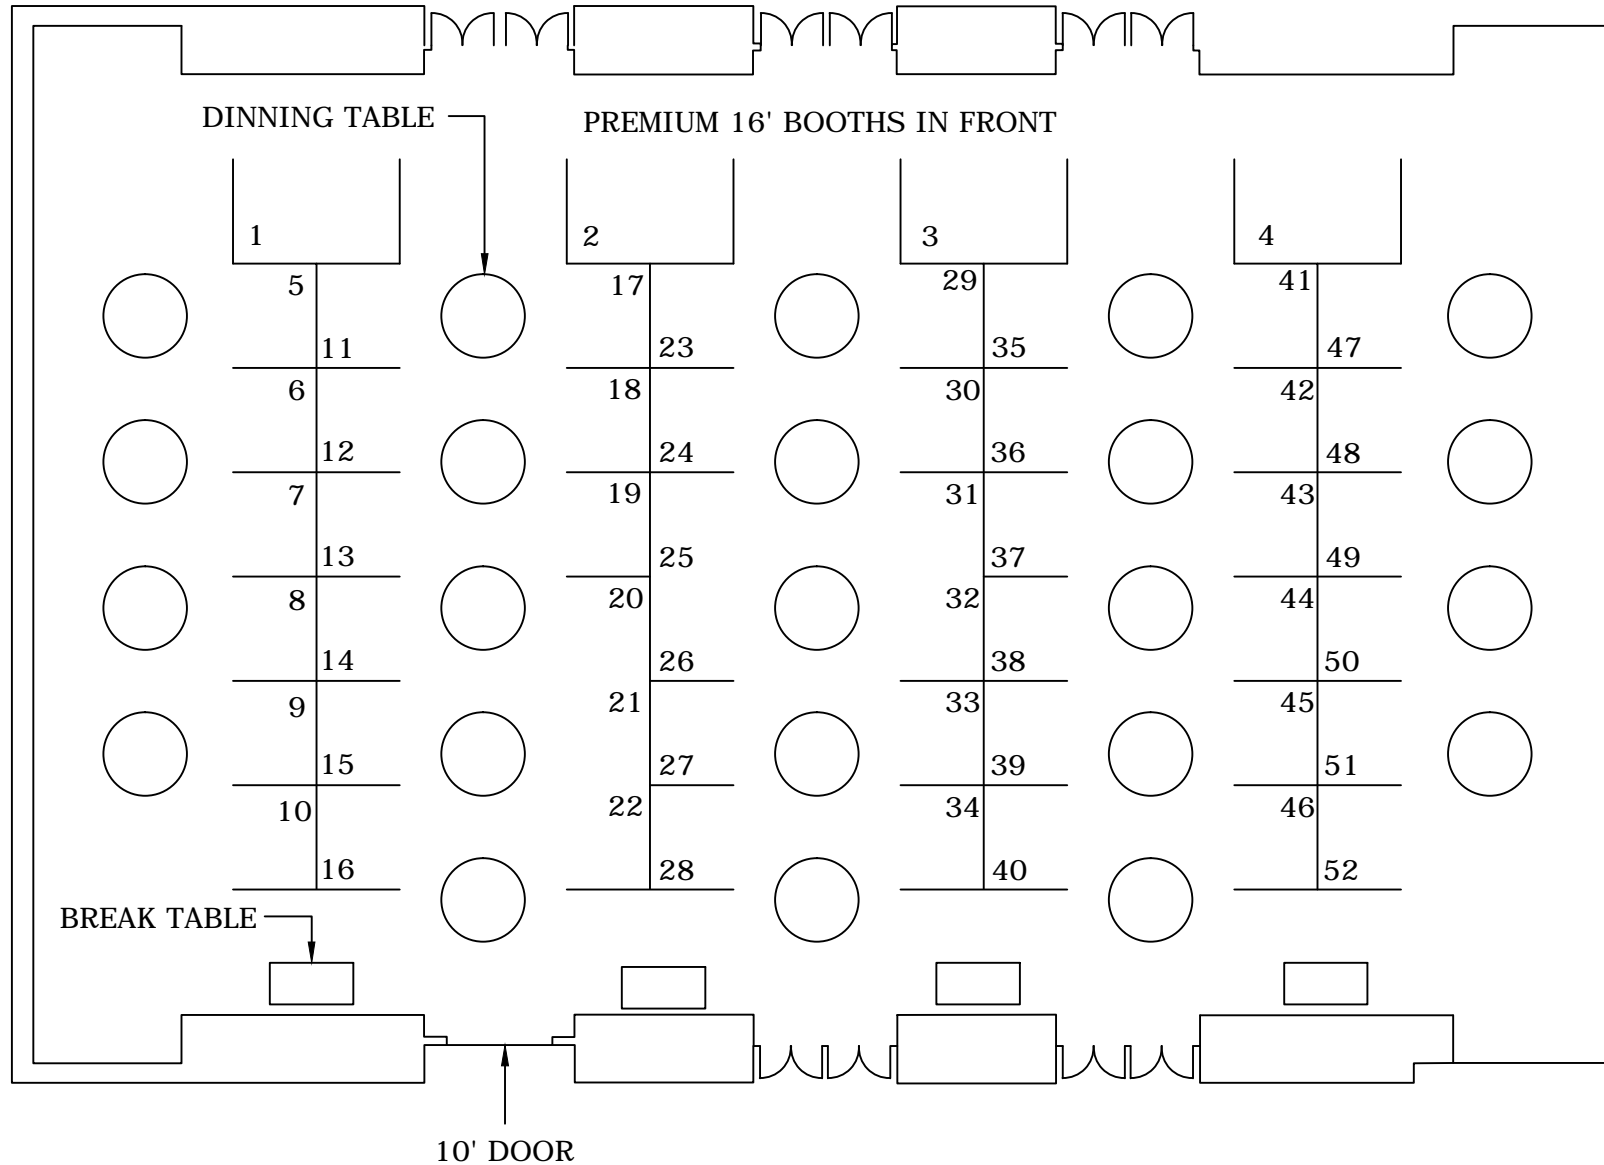 DINNING TABLE
PREMIUM 16' BOOTHS IN FRONT
1 2 3 4
5 17 29 41
11 23 35 47
6 18 30 42
12 24 36 48
7 19 31 43
13 25 37 49
8 20 32 44
14 26 38 50
9 21 33 45
15 27 39 51
10 22 34 46
16 28 40 52
BREAK TABLE
10' DOOR